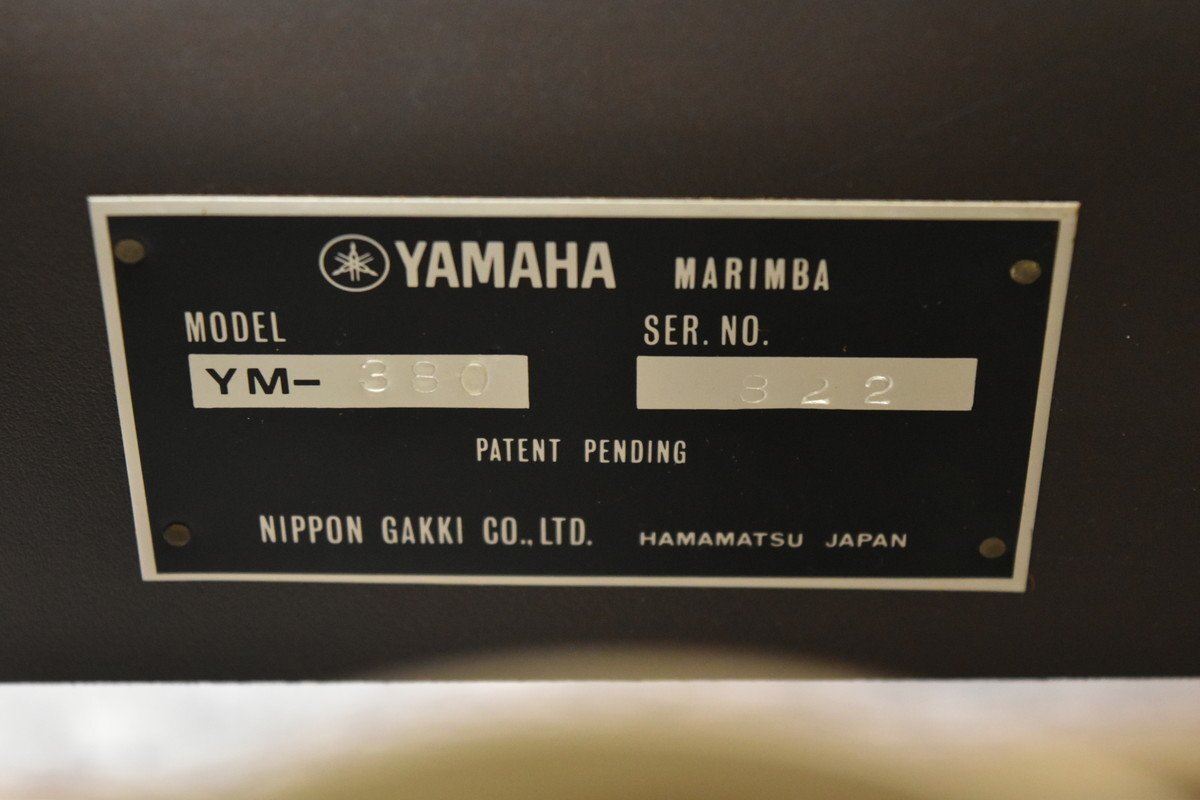 YAMAHA MARIMBA
MODEL SER. NO.
YM- 380 322
PATENT PENDING
NIPPON GAKKI CO., LTD. HAMAMATSU JAPAN